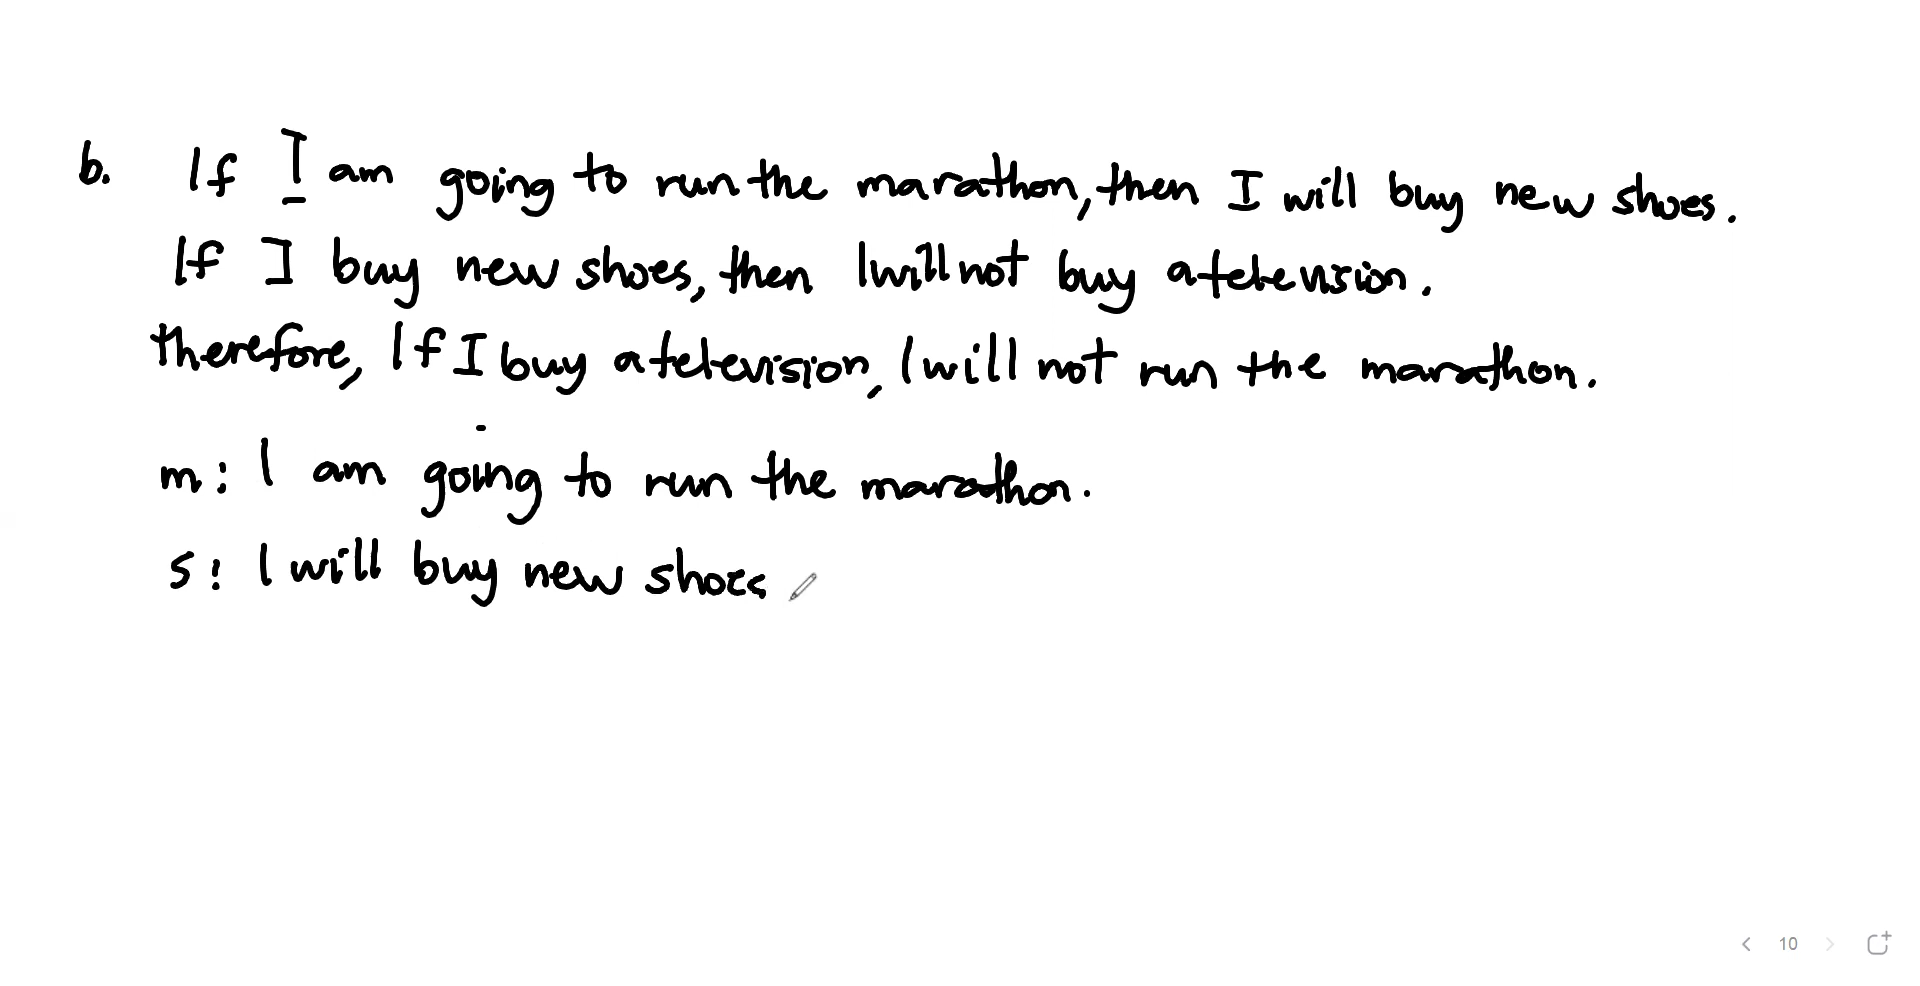 b. If I am going to run the marathon, then I will buy new shoes.
If I buy new shoes, then I will not buy a television.
therefore, If I buy a television, I will not run the marathon.
m: I am going to run the marathon.
s: I will buy new shoes
10